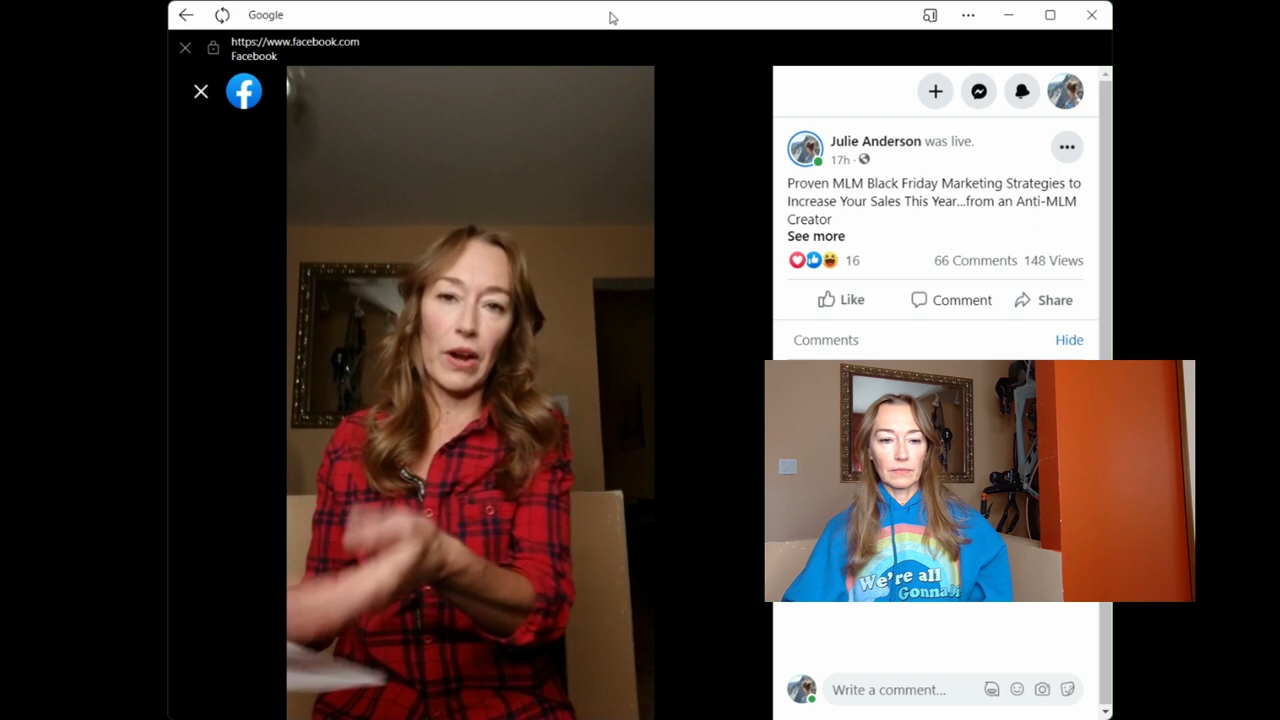 Google
https://www.facebook.com
Facebook
Julie Anderson was live.
17h ·
Proven MLM Black Friday Marketing Strategies to
Increase Your Sales This Year...from an Anti-MLM
Creator
See more
16
66 Comments 148 Views
Like
Comment
Share
Comments
Hide
We're all
Write a comment...